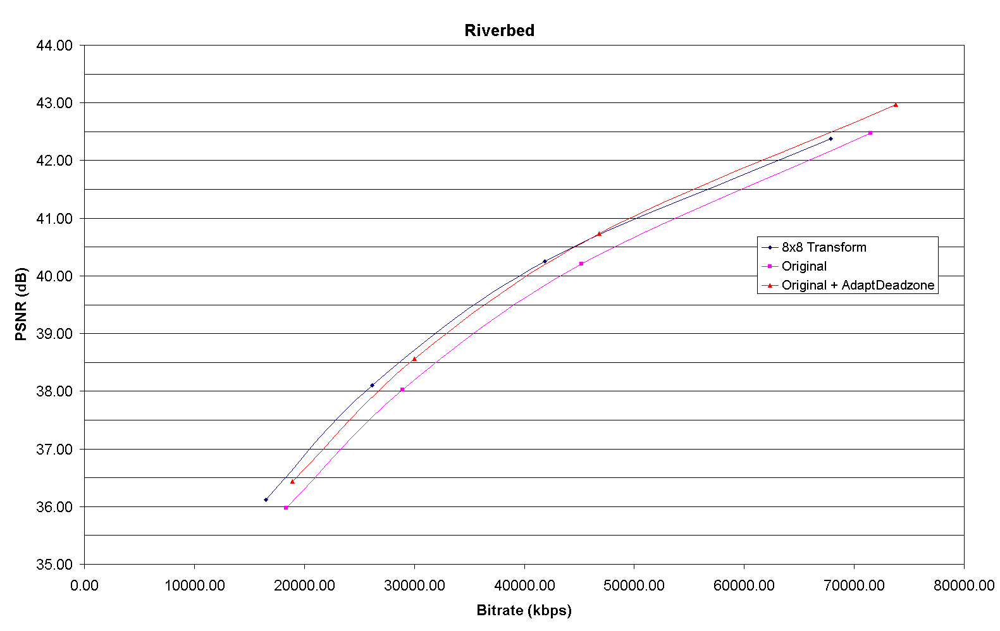 Riverbed
44.00
43.00
42.00
41.00
40.00
39.00
38.00
37.00
36.00
35.00
PSNR (dB)
8x8 Transform
Original
Original + AdaptDeadzone
0.00 10000.00 20000.00 30000.00 40000.00 50000.00 60000.00 70000.00 80000.00
Bitrate (kbps)